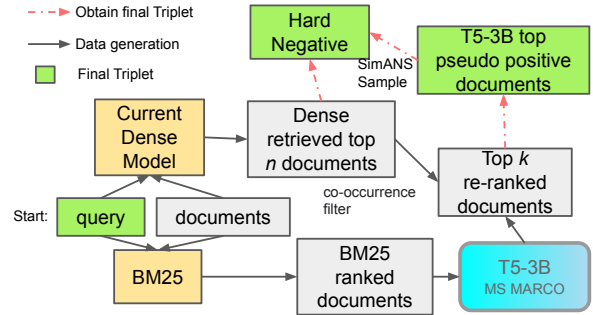 Obtain final Triplet
Data generation
Final Triplet
Hard
Negative
SimANS
Sample
T5-3B top
pseudo positive
documents
Current
Dense
Model
Dense
retrieved top
n documents
co-occurrence
filter
Top k
re-ranked
documents
Start:
query
documents
BM25
BM25
ranked
documents
T5-3B
MS MARCO